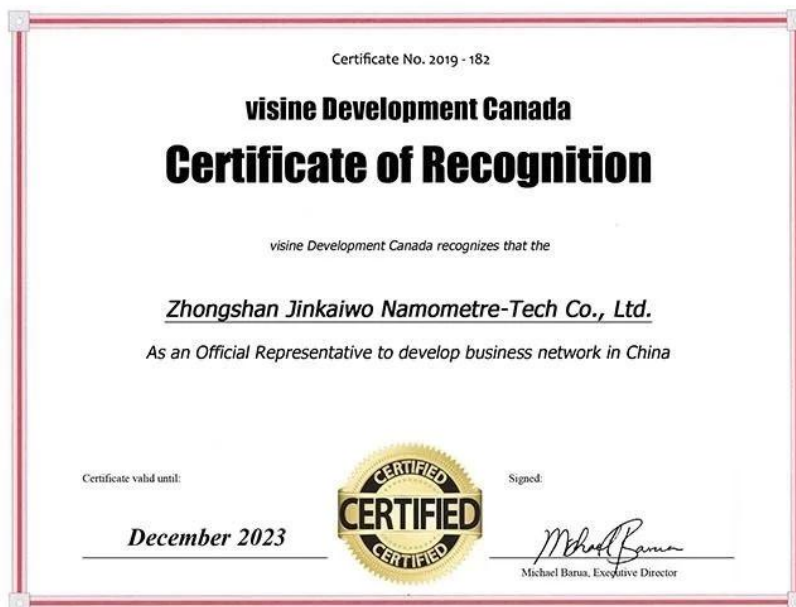 Certificate No. 2019 - 182
visine Development Canada
Certificate of Recognition
visine Development Canada recognizes that the
Zhongshan Jinkaiwo Namometre-Tech Co., Ltd.
As an Official Representative to develop business network in China
Certificate valid until:
December 2023
CERTIFIED
CERTIFIED
CERTIFIED
Signed:
Michael Barua
Michael Barua, Executive Director